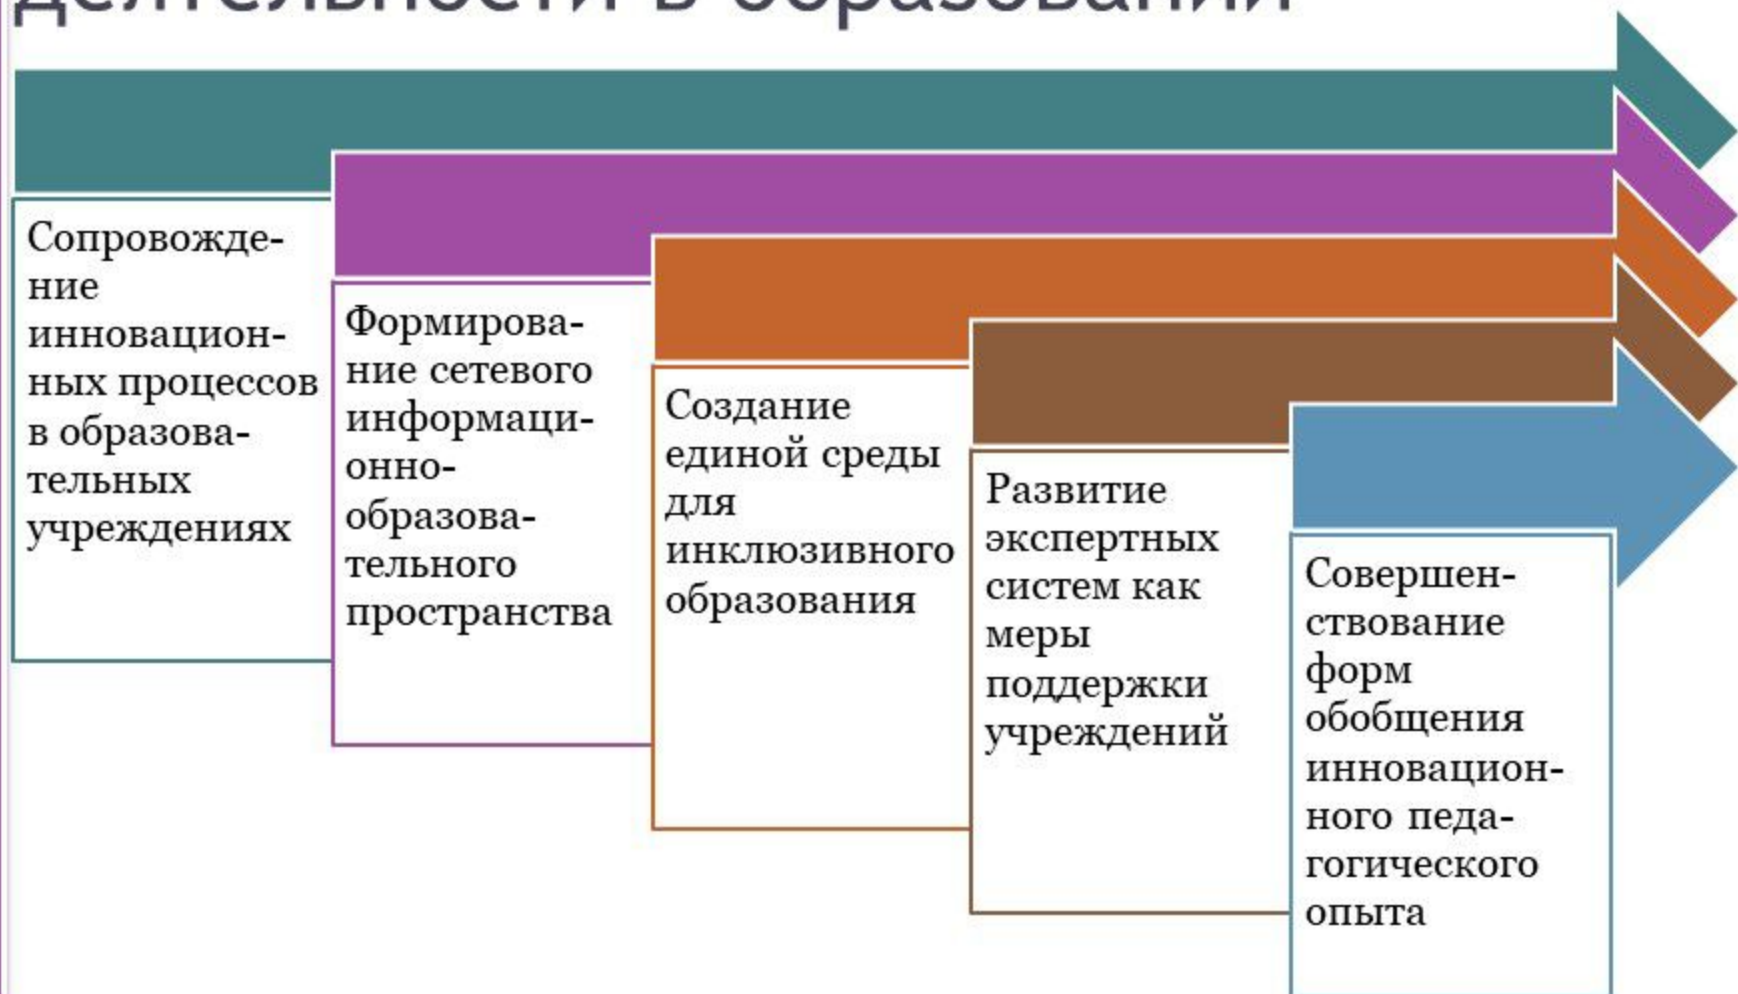 деятельности в образовании
Сопровожде-
ние
инновацион-
ных процессов
в образова-
тельных
учреждениях
Формирова-
ние сетевого
информаци-
онно-
образова-
тельного
пространства
Создание
единой среды
для
инклюзивного
образования
Развитие
экспертных
систем как
меры
поддержки
учреждений
Совершен-
ствование
форм
обобщения
инновацион-
ного педа-
гогического
опыта